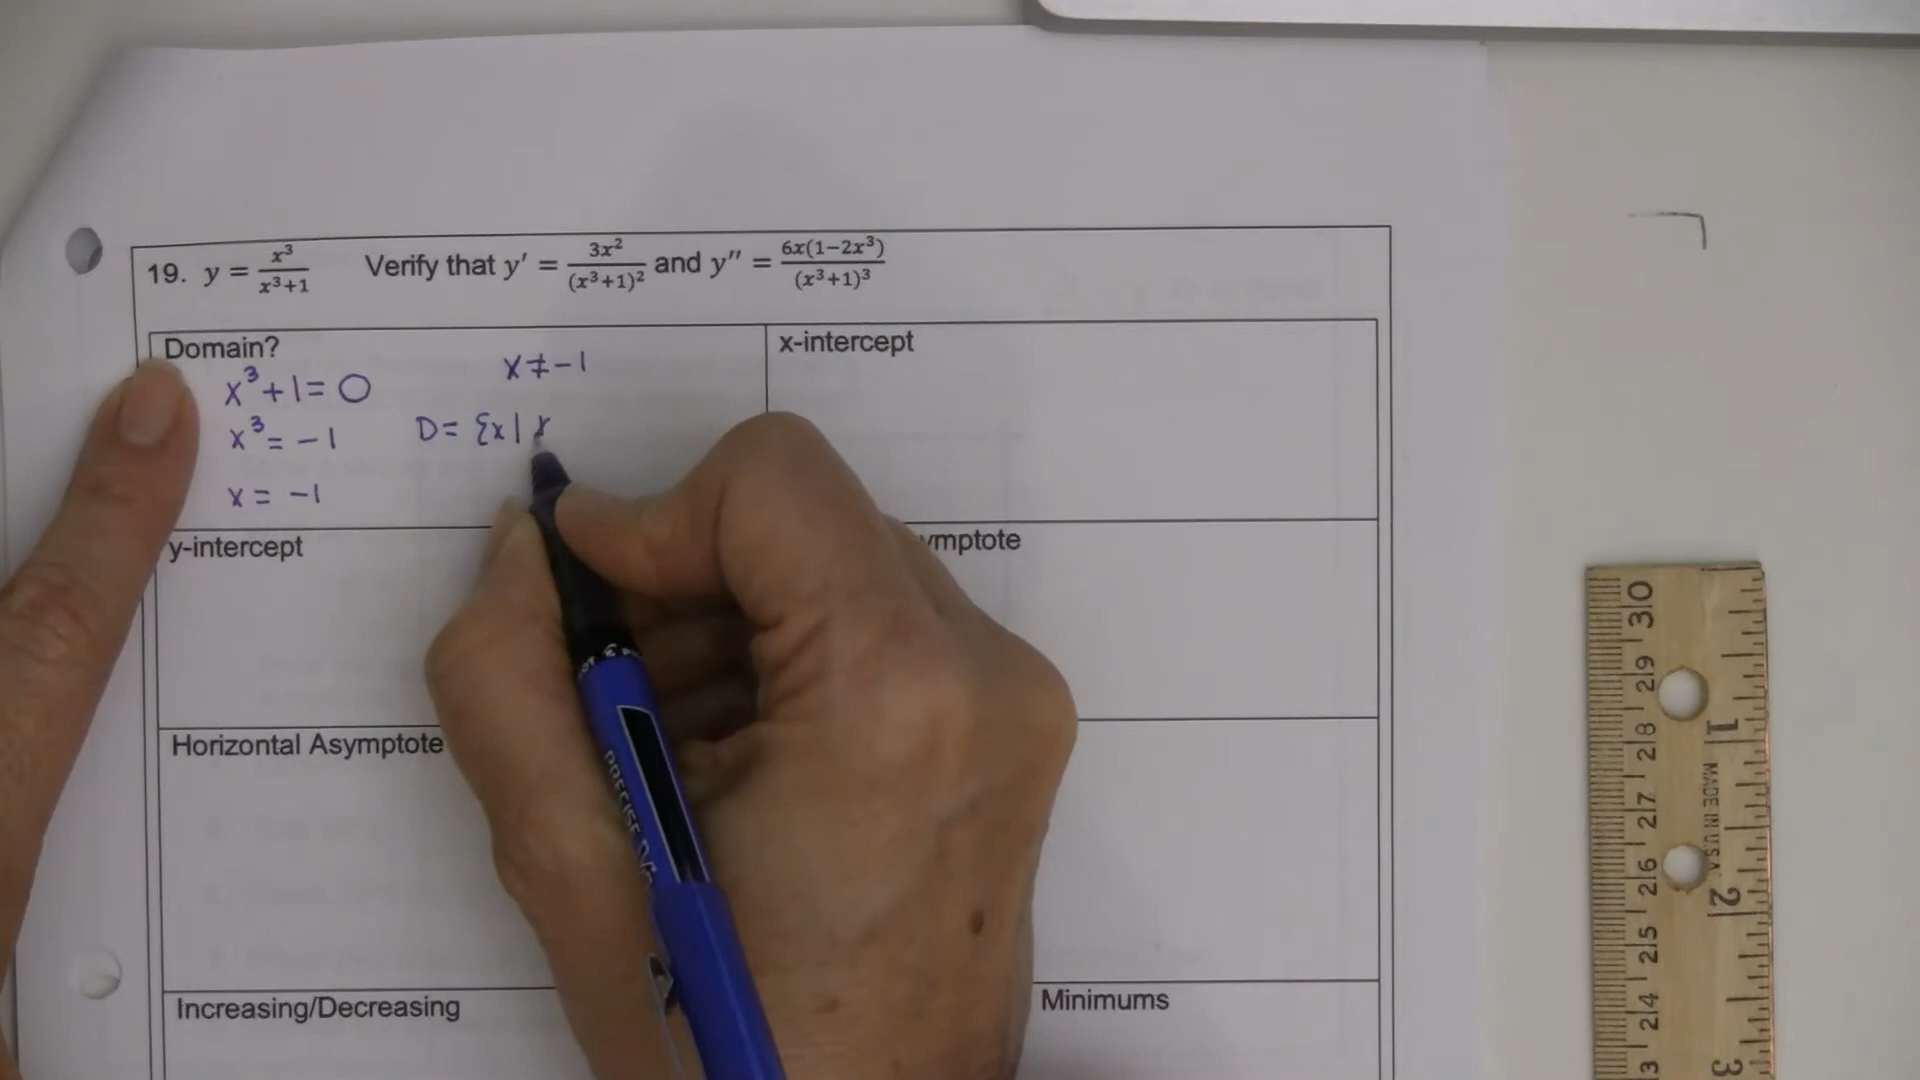 19. y = x³/(x³+1) Verify that y′ = 3x²/(x³+1)² and y″ = 6x(1−2x³)/(x³+1)³
Domain?
x³+1=0
x³=-1
x = -1
x≠-1
D= {x| x
x-intercept
y-intercept
Horizontal Asymptote
Increasing/Decreasing
Minimums
PRECISE V5
30
29
28
27
26
25
24
1
MADE IN U.S.A.
2
3